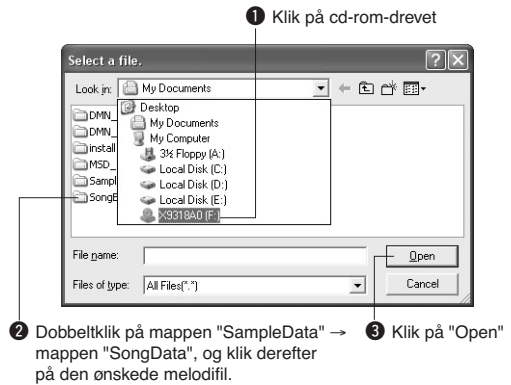 ❶ Klik på cd-rom-drevet
Select a file.
Look in: My Documents
Desktop
My Documents
My Computer
3½ Floppy (A:)
Local Disk (C:)
Local Disk (D:)
Local Disk (E:)
X9318A0 (F:)
DMN_
DMN_
install
MSD_
Sampl
SongE
File name:
Open
Files of type: All Files(*.*)
Cancel
❷ Dobbeltklik på mappen "SampleData" →
mappen "SongData", og klik derefter
på den ønskede melodifil.
❸ Klik på "Open"